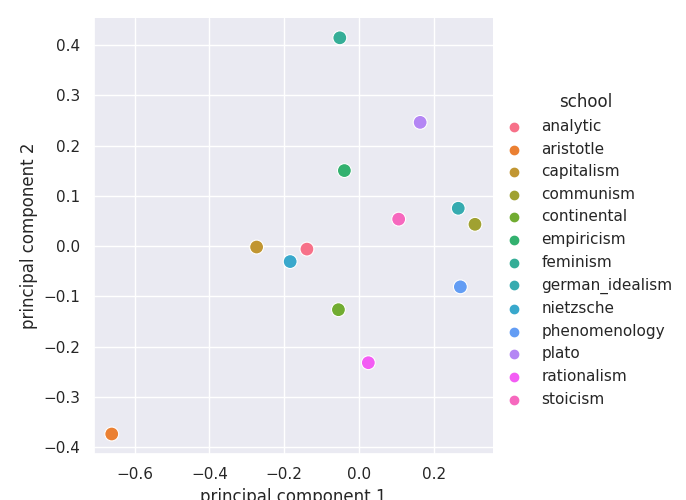 0.4
0.3
0.2
0.1
0.0
−0.1
−0.2
−0.3
−0.4
principal component 2
−0.6
−0.4
−0.2
0.0
0.2
principal component 1
school
analytic
aristotle
capitalism
communism
continental
empiricism
feminism
german_idealism
nietzsche
phenomenology
plato
rationalism
stoicism